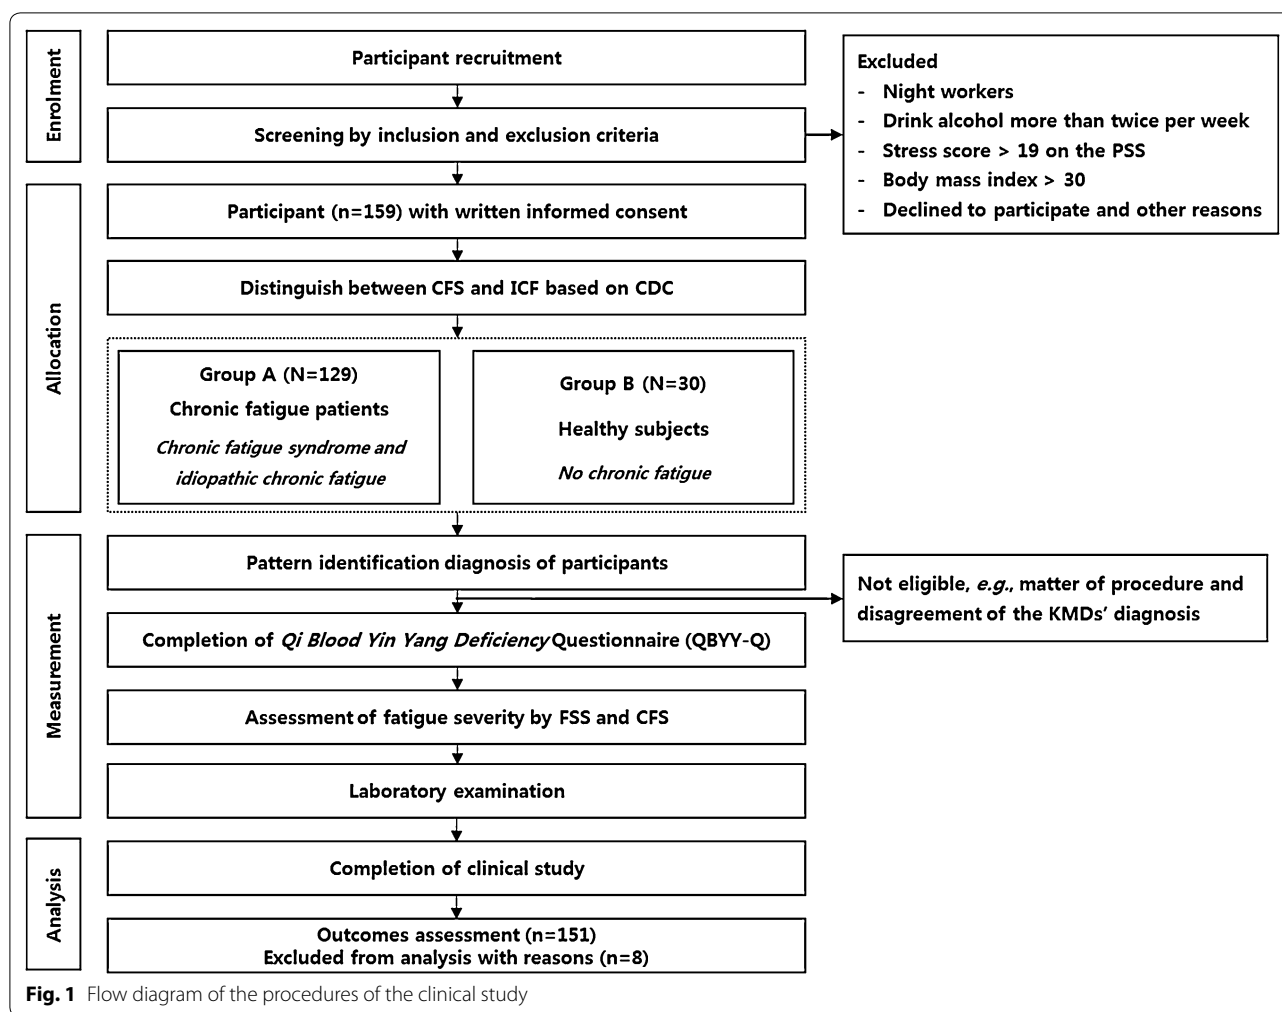 Enrolment
Participant recruitment
Screening by inclusion and exclusion criteria
Excluded
- Night workers
- Drink alcohol more than twice per week
- Stress score > 19 on the PSS
- Body mass index > 30
- Declined to participate and other reasons
Allocation
Participant (n=159) with written informed consent
Distinguish between CFS and ICF based on CDC
Group A (N=129)
Chronic fatigue patients
Chronic fatigue syndrome and
idiopathic chronic fatigue
Group B (N=30)
Healthy subjects
No chronic fatigue
Measurement
Pattern identification diagnosis of participants
Not eligible, e.g., matter of procedure and
disagreement of the KMDs' diagnosis
Completion of Qi Blood Yin Yang Deficiency Questionnaire (QBYY-Q)
Assessment of fatigue severity by FSS and CFS
Laboratory examination
Analysis
Completion of clinical study
Outcomes assessment (n=151)
Excluded from analysis with reasons (n=8)
Fig. 1 Flow diagram of the procedures of the clinical study